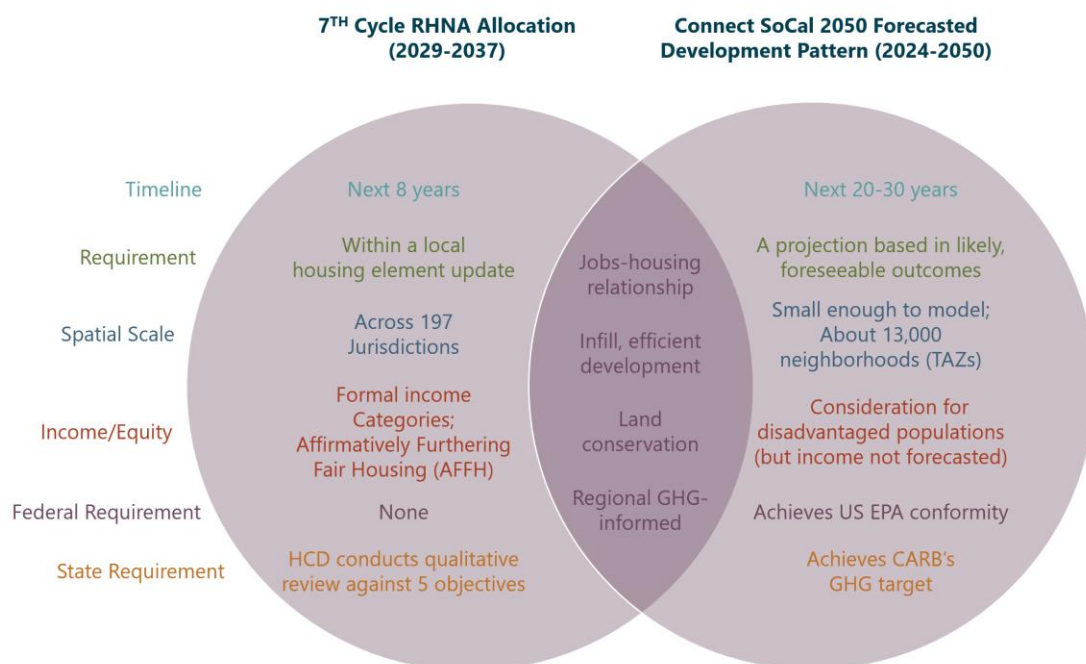 7TH Cycle RHNA Allocation
(2029-2037)
Connect SoCal 2050 Forecasted
Development Pattern (2024-2050)
Timeline
Next 8 years
Next 20-30 years
Requirement
Within a local
housing element update
A projection based in likely,
foreseeable outcomes
Jobs-housing
relationship
Spatial Scale
Across 197
Jurisdictions
Infill, efficient
development
Small enough to model;
About 13,000
neighborhoods (TAZs)
Income/Equity
Formal income
Categories;
Affirmatively Furthering
Fair Housing (AFFH)
Land
conservation
Consideration for
disadvantaged populations
(but income not forecasted)
Federal Requirement
None
Regional GHG-
informed
Achieves US EPA conformity
State Requirement
HCD conducts qualitative
review against 5 objectives
Achieves CARB’s
GHG target